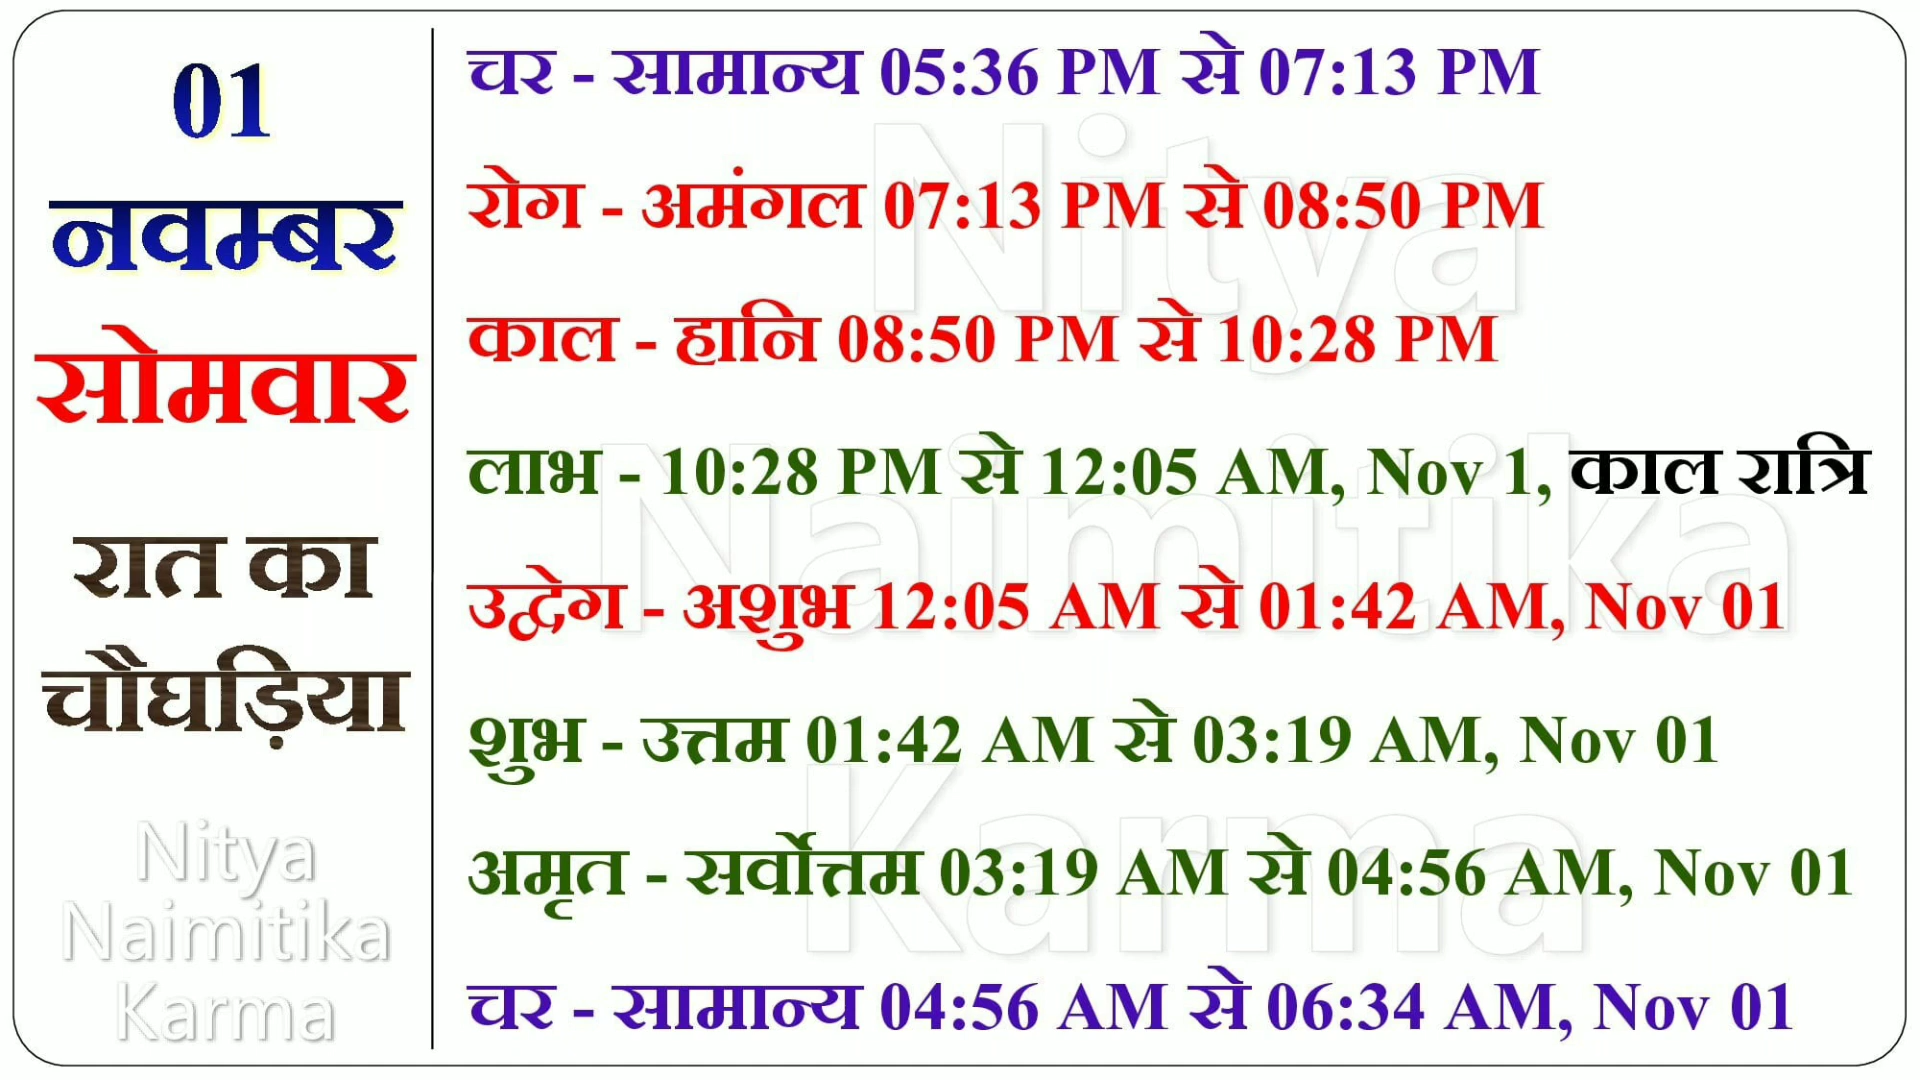 01
नवम्बर
सोमवार
रात का
चौघड़िया
Nitya
Naimitika
Karma
चर - सामान्य 05:36 PM से 07:13 PM
रोग - अमंगल 07:13 PM से 08:50 PM
काल - हानि 08:50 PM से 10:28 PM
लाभ - 10:28 PM से 12:05 AM, Nov 1, काल रात्रि
उद्वेग - अशुभ 12:05 AM से 01:42 AM, Nov 01
शुभ - उत्तम 01:42 AM से 03:19 AM, Nov 01
अमृत - सर्वोत्तम 03:19 AM से 04:56 AM, Nov 01
चर - सामान्य 04:56 AM से 06:34 AM, Nov 01
Nitya
Naimitika
Karma